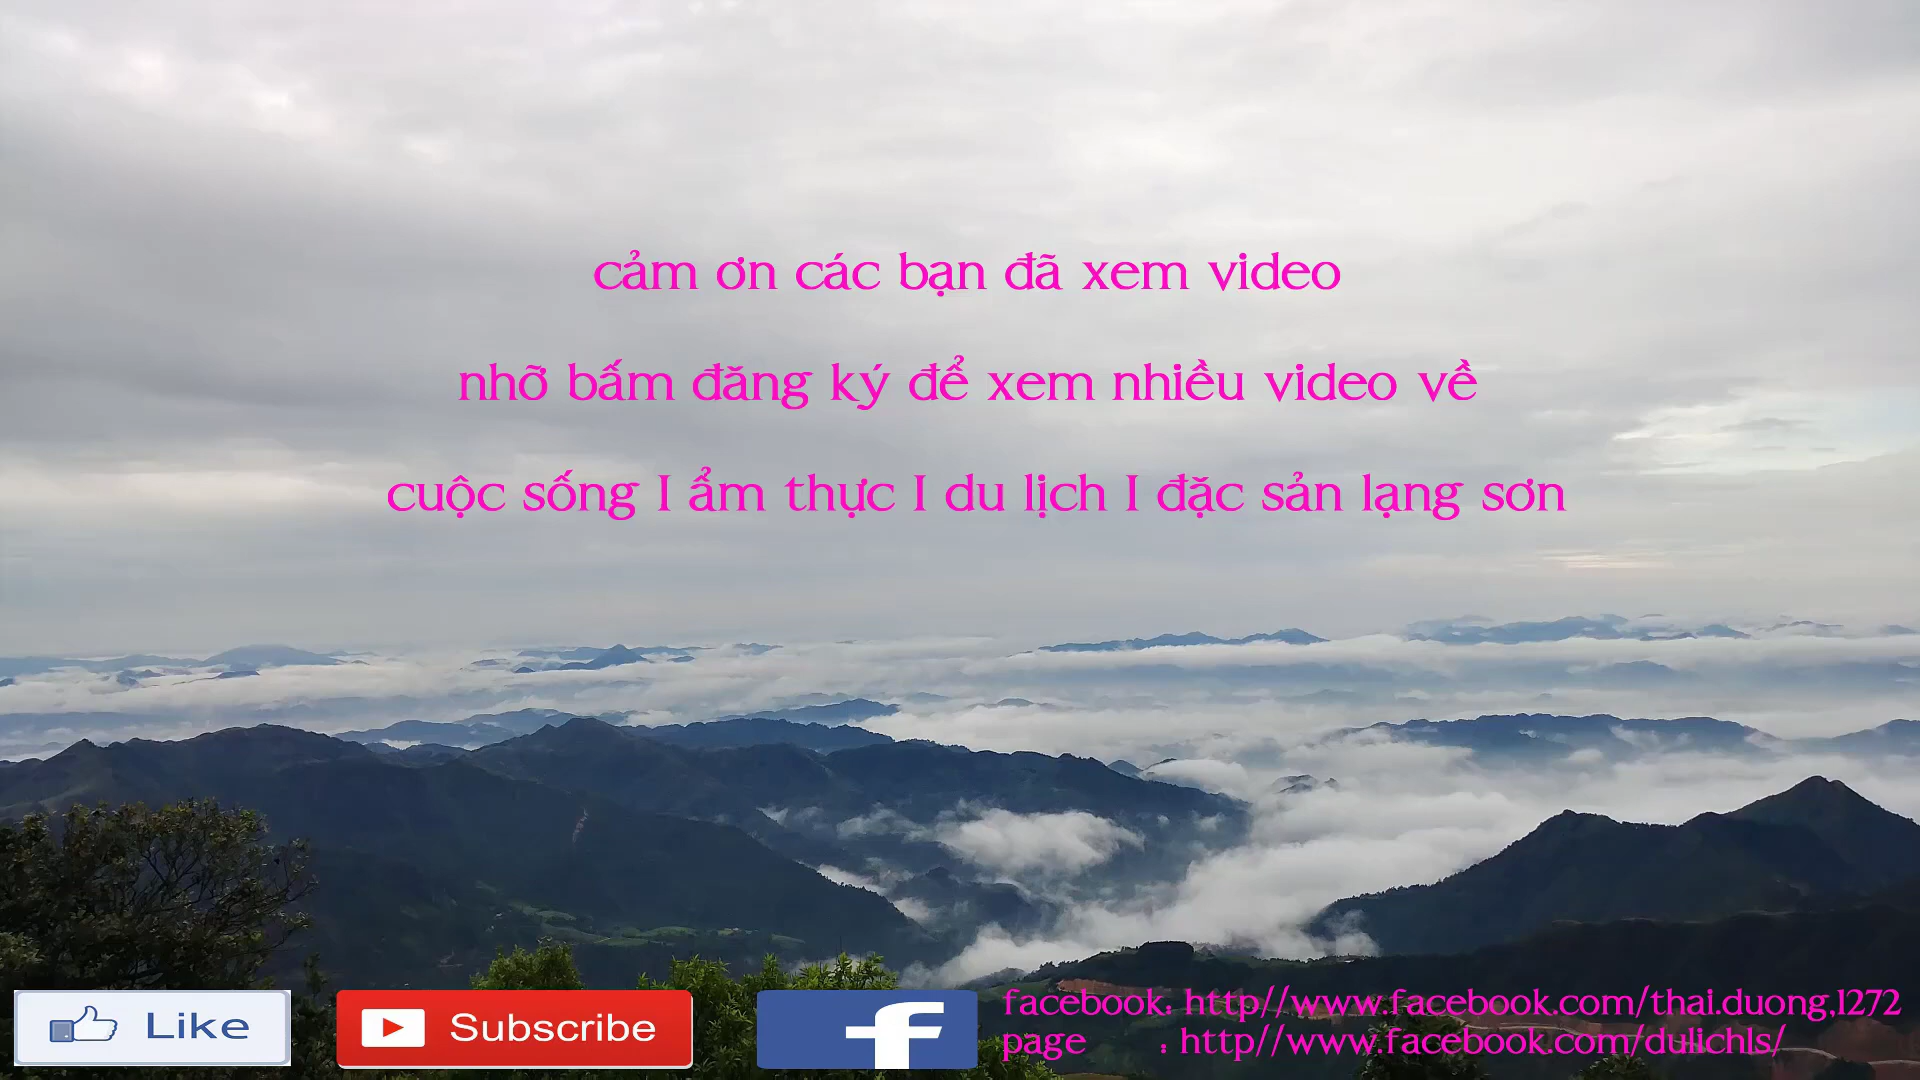 cảm ơn các bạn đã xem video
nhỡ bấm đăng ký để xem nhiều video về
cuộc sống I ẩm thực I du lịch I đặc sản lạng sơn
Like
Subscribe
f
facebook: http//www.facebook.com/thai.duong,1272
page : http//www.facebook.com/dulichls/